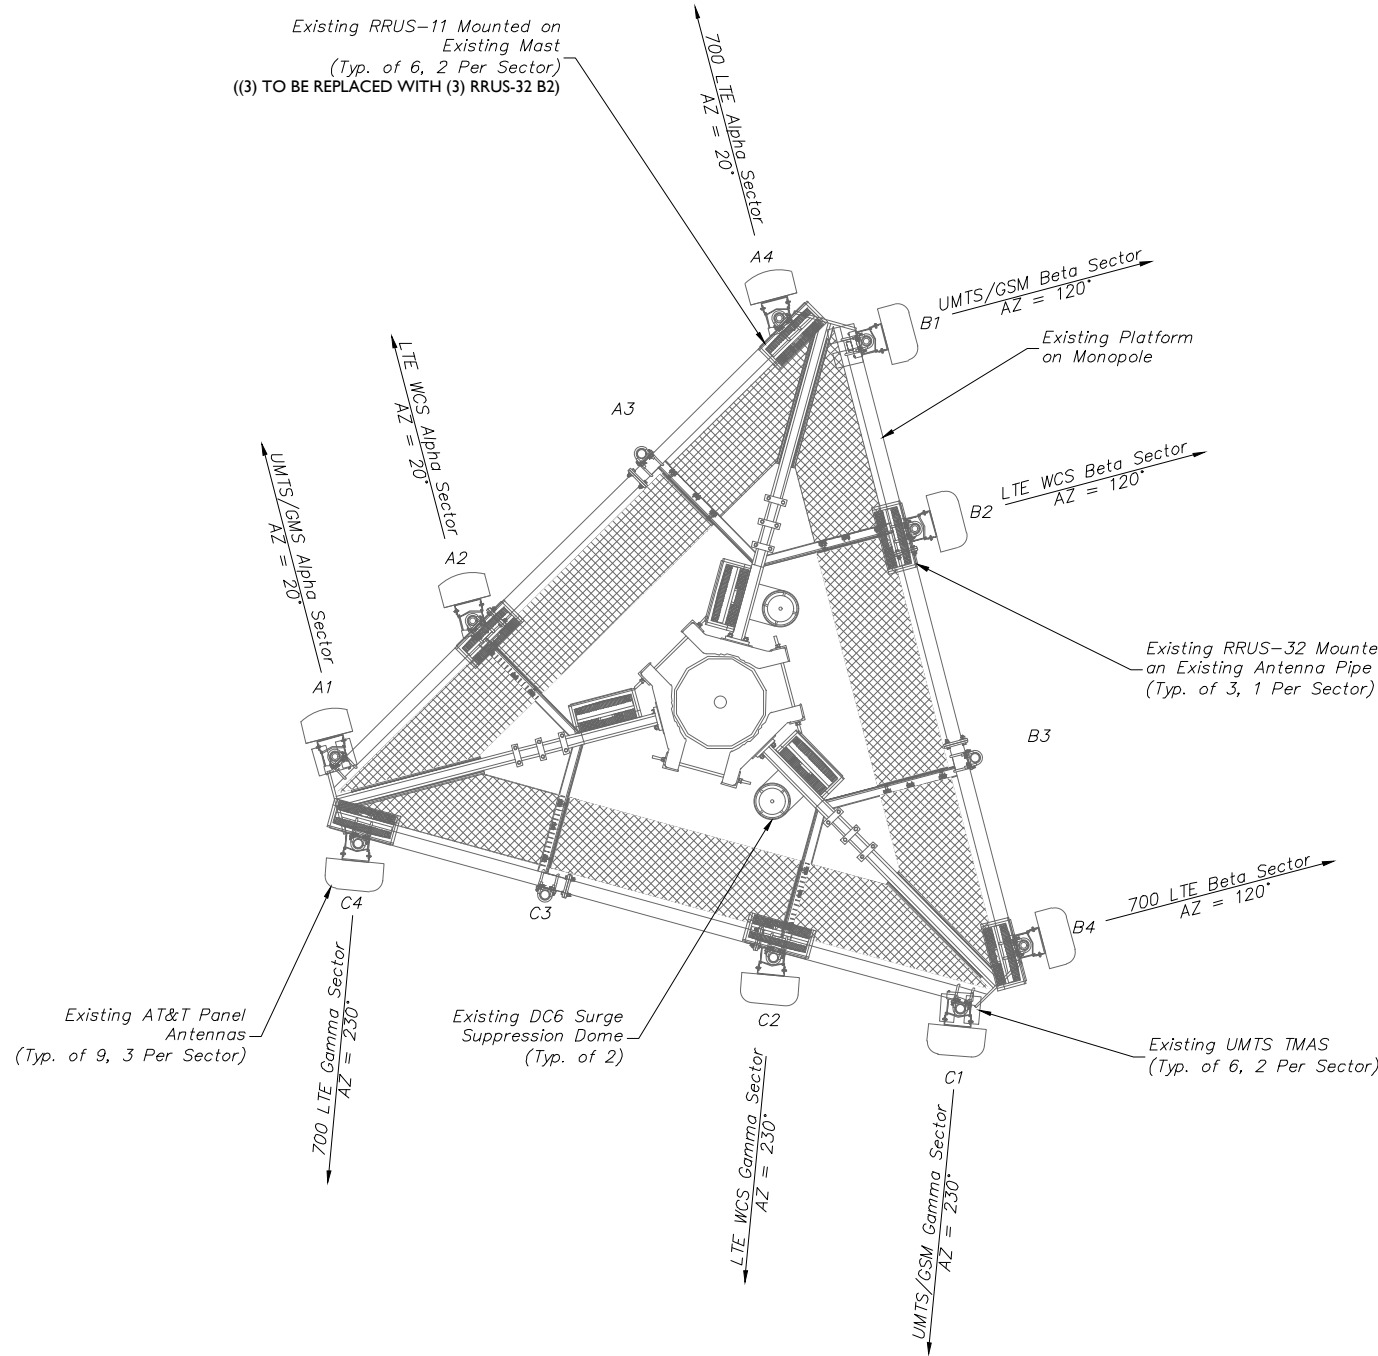 Existing RRUS-11 Mounted on
Existing Mast
(Typ. of 6, 2 Per Sector)
((3) TO BE REPLACED WITH (3) RRUS-32 B2)
700 LTE Alpha Sector
AZ = 20°
A4
UMTS/GSM Beta Sector
AZ = 120°
B1
Existing Platform
on Monopole
LTE WCS Alpha Sector
AZ = 20°
A3
UMTS/GMS Alpha Sector
AZ = 20°
LTE WCS Beta Sector
AZ = 120°
B2
A2
Existing RRUS-32 Mounte
an Existing Antenna Pipe
(Typ. of 3, 1 Per Sector)
A1
B3
700 LTE Beta Sector
AZ = 120°
B4
C4
C3
700 LTE Gamma Sector
AZ = 230°
Existing AT&T Panel
Antennas
(Typ. of 9, 3 Per Sector)
Existing DC6 Surge
Suppression Dome
(Typ. of 2)
C2
Existing UMTS TMAS
(Typ. of 6, 2 Per Sector)
C1
LTE WCS Gamma Sector
AZ = 230°
UMTS/GSM Gamma Sector
AZ = 230°